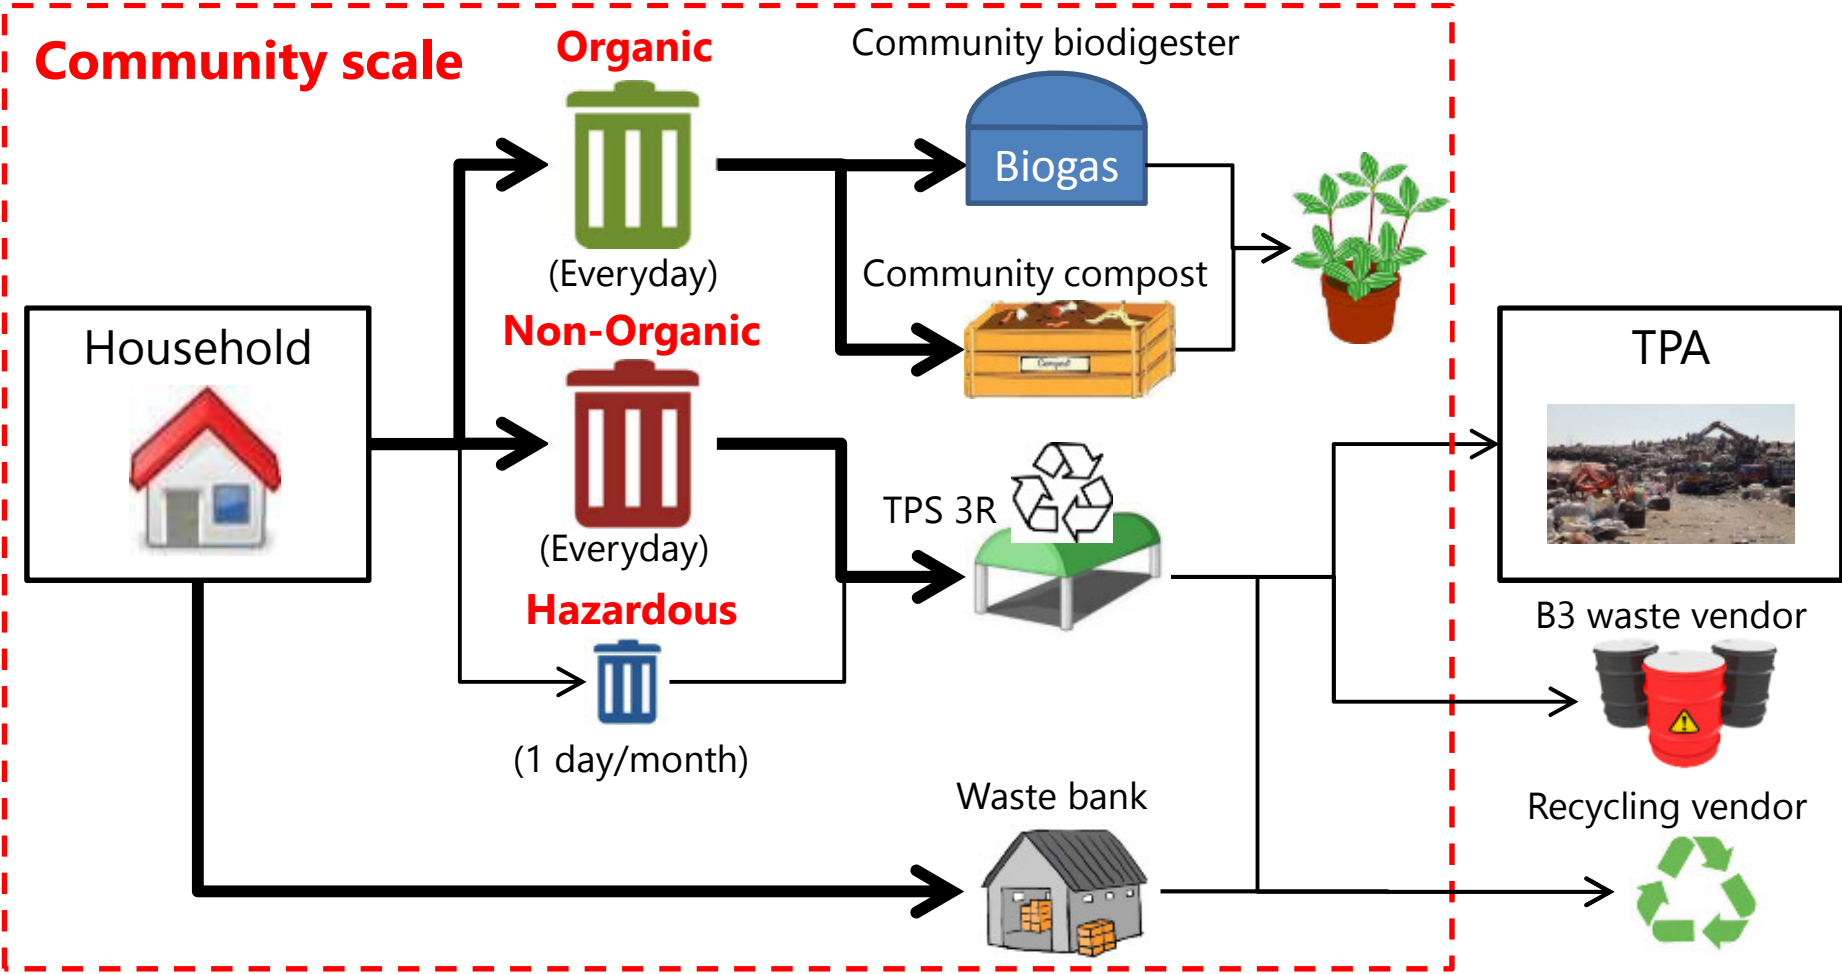 Community scale
Organic
Community biodigester
Biogas
(Everyday)
Community compost
Compost
Household
Non-Organic
TPA
(Everyday)
TPS 3R
Hazardous
B3 waste vendor
(1 day/month)
Waste bank
Recycling vendor